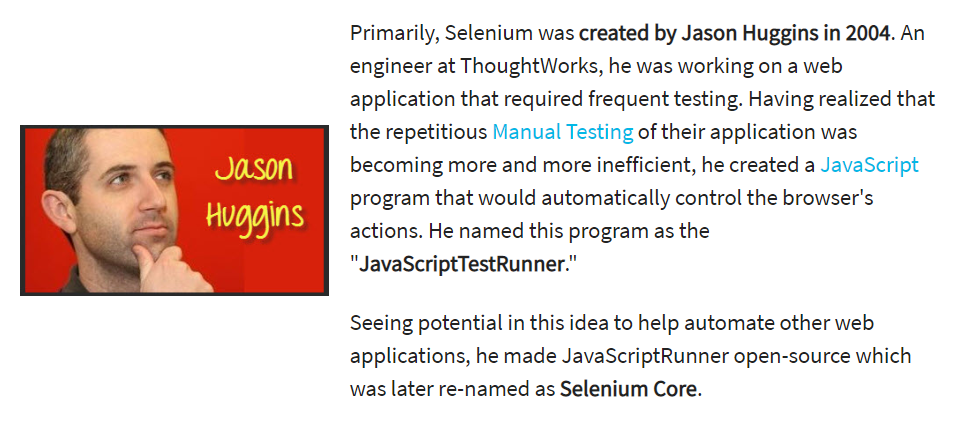 Jason
Huggins
Primarily, Selenium was created by Jason Huggins in 2004. An
engineer at ThoughtWorks, he was working on a web
application that required frequent testing. Having realized that
the repetitious Manual Testing of their application was
becoming more and more inefficient, he created a JavaScript
program that would automatically control the browser's
actions. He named this program as the
"JavaScriptTestRunner."
Seeing potential in this idea to help automate other web
applications, he made JavaScriptRunner open-source which
was later re-named as Selenium Core.